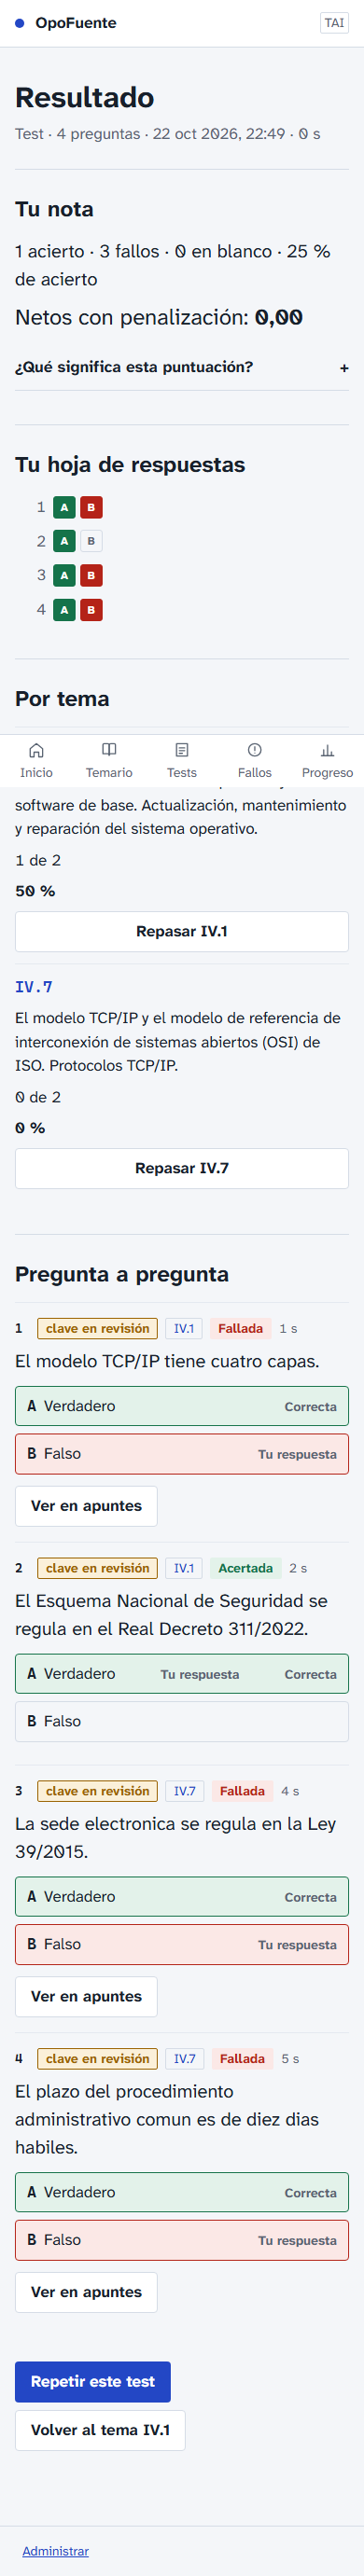 OpoFuente
TAI
Resultado
Test · 4 preguntas · 22 oct 2026, 22:49 · 0 s
Tu nota
1 acierto · 3 fallos · 0 en blanco · 25 %
de acierto
Netos con penalización: 0,00
¿Qué significa esta puntuación? +
Tu hoja de respuestas
1 A B
2 A B
3 A B
4 A B
Por tema
Inicio Temario Tests Fallos Progreso
software de base. Actualización, mantenimiento
y reparación del sistema operativo.
1 de 2
50 %
Repasar IV.1
IV.7
El modelo TCP/IP y el modelo de referencia de
interconexión de sistemas abiertos (OSI) de
ISO. Protocolos TCP/IP.
0 de 2
0 %
Repasar IV.7
Pregunta a pregunta
1 clave en revisión IV.1 Fallada 1 s
El modelo TCP/IP tiene cuatro capas.
A Verdadero Correcta
B Falso Tu respuesta
Ver en apuntes
2 clave en revisión IV.1 Acertada 2 s
El Esquema Nacional de Seguridad se
regula en el Real Decreto 311/2022.
A Verdadero Tu respuesta Correcta
B Falso
3 clave en revisión IV.7 Fallada 4 s
La sede electronica se regula en la Ley
39/2015.
A Verdadero Correcta
B Falso Tu respuesta
Ver en apuntes
4 clave en revisión IV.7 Fallada 5 s
El plazo del procedimiento
administrativo comun es de diez dias
habiles.
A Verdadero Correcta
B Falso Tu respuesta
Ver en apuntes
Repetir este test
Volver al tema IV.1
Administrar